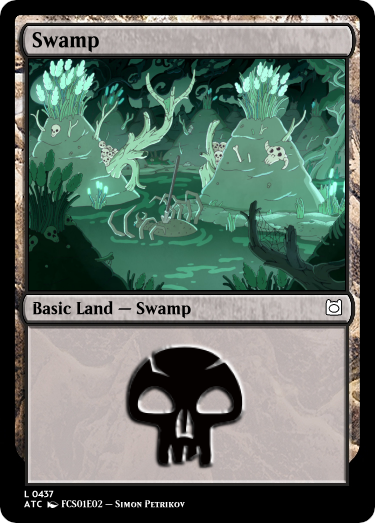 Swamp
Basic Land — Swamp
L 0437
ATC FCS01E02 – Simon Petrikov